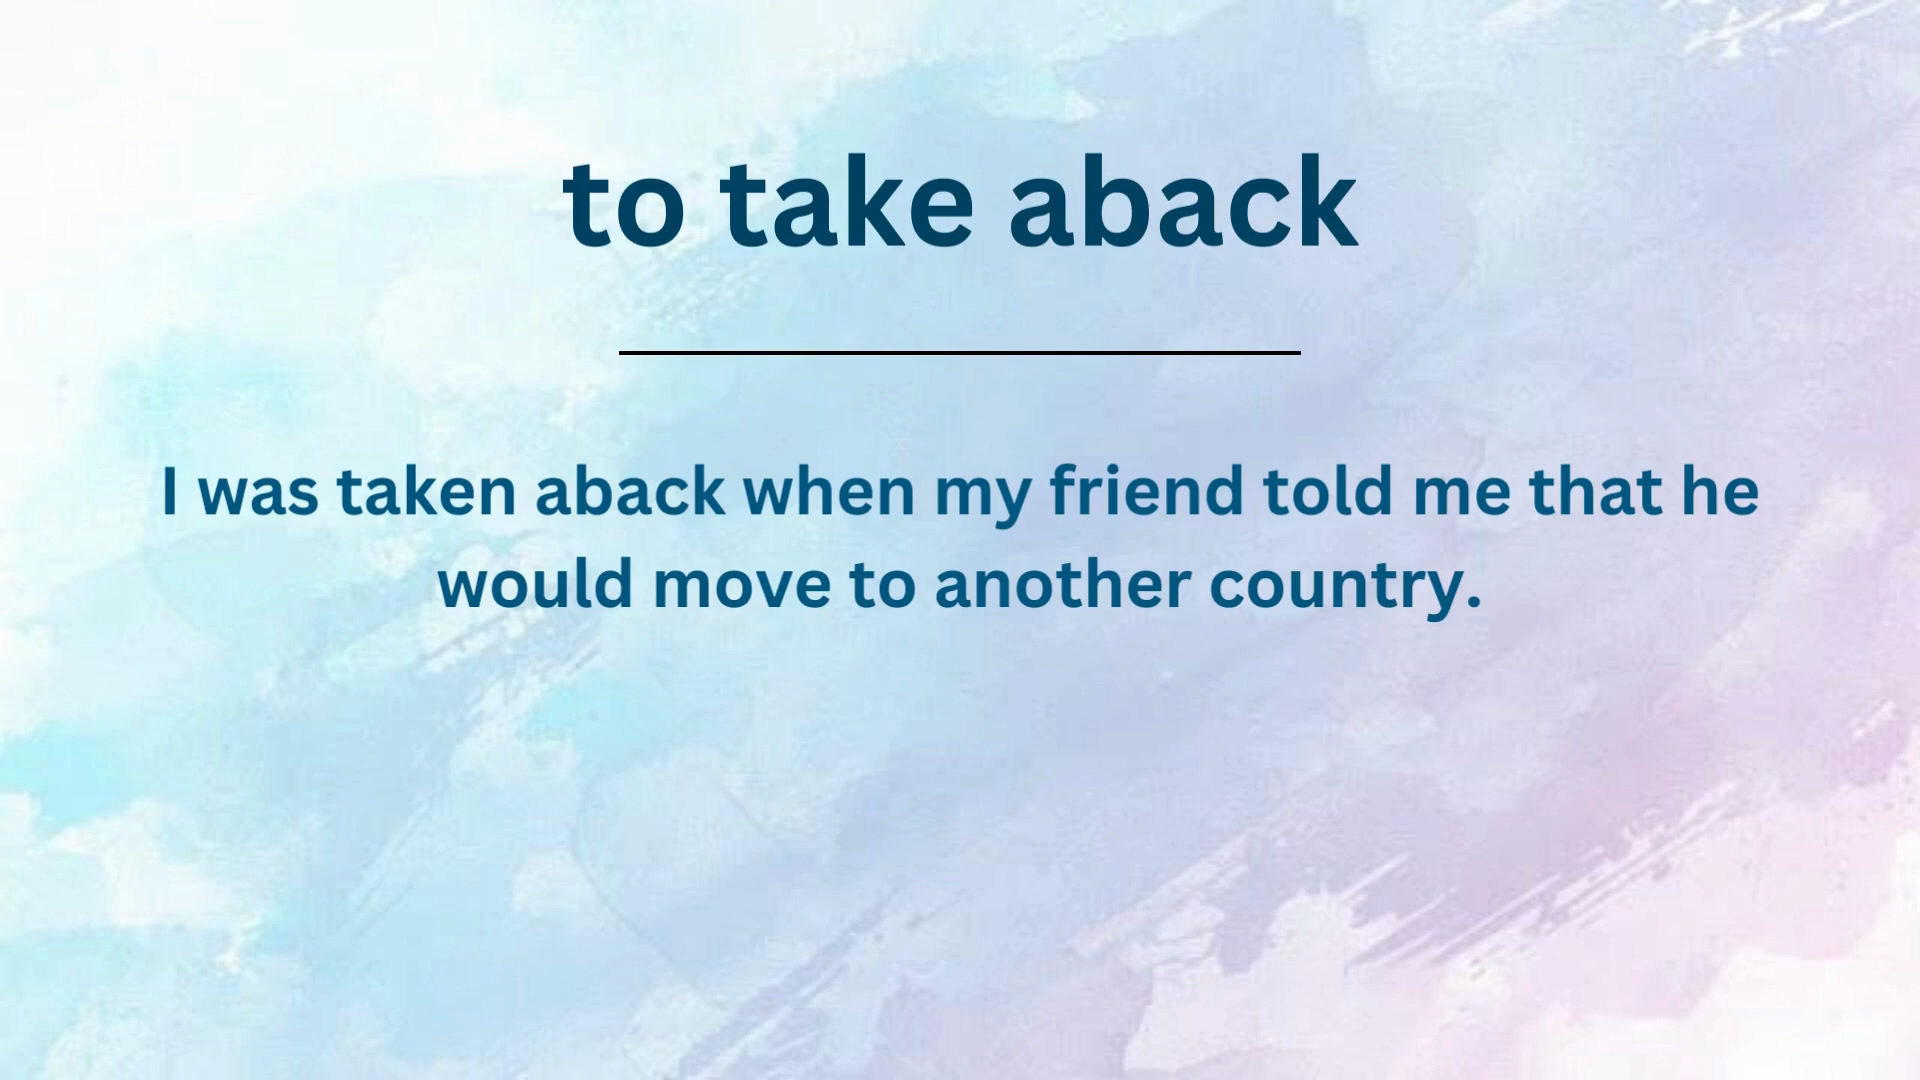 to take aback
I was taken aback when my friend told me that he
would move to another country.